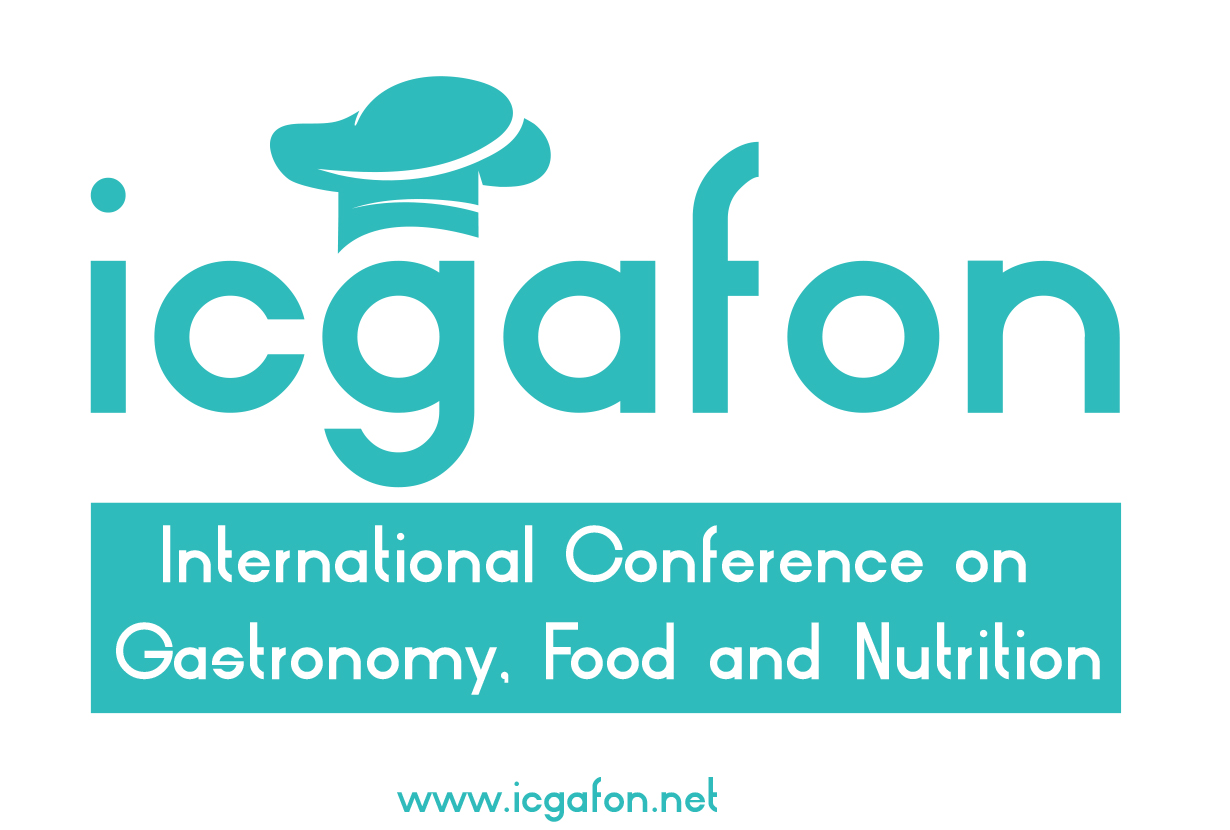 icgafon
International Conference on
Gastronomy, Food and Nutrition
www.icgafon.net